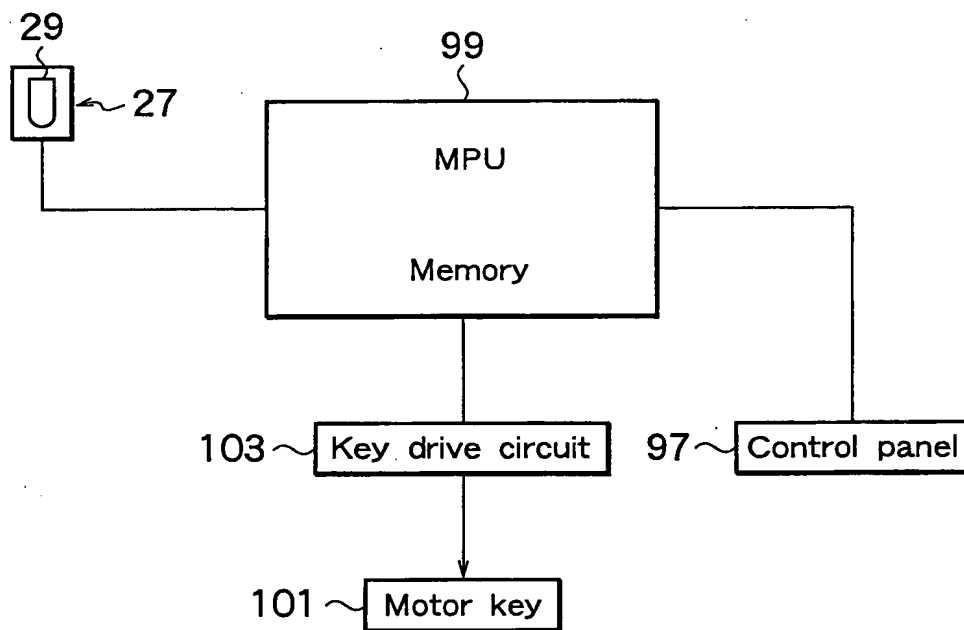 29
27
99
MPU
Memory
103 Key drive circuit
97 Control panel
101 Motor key